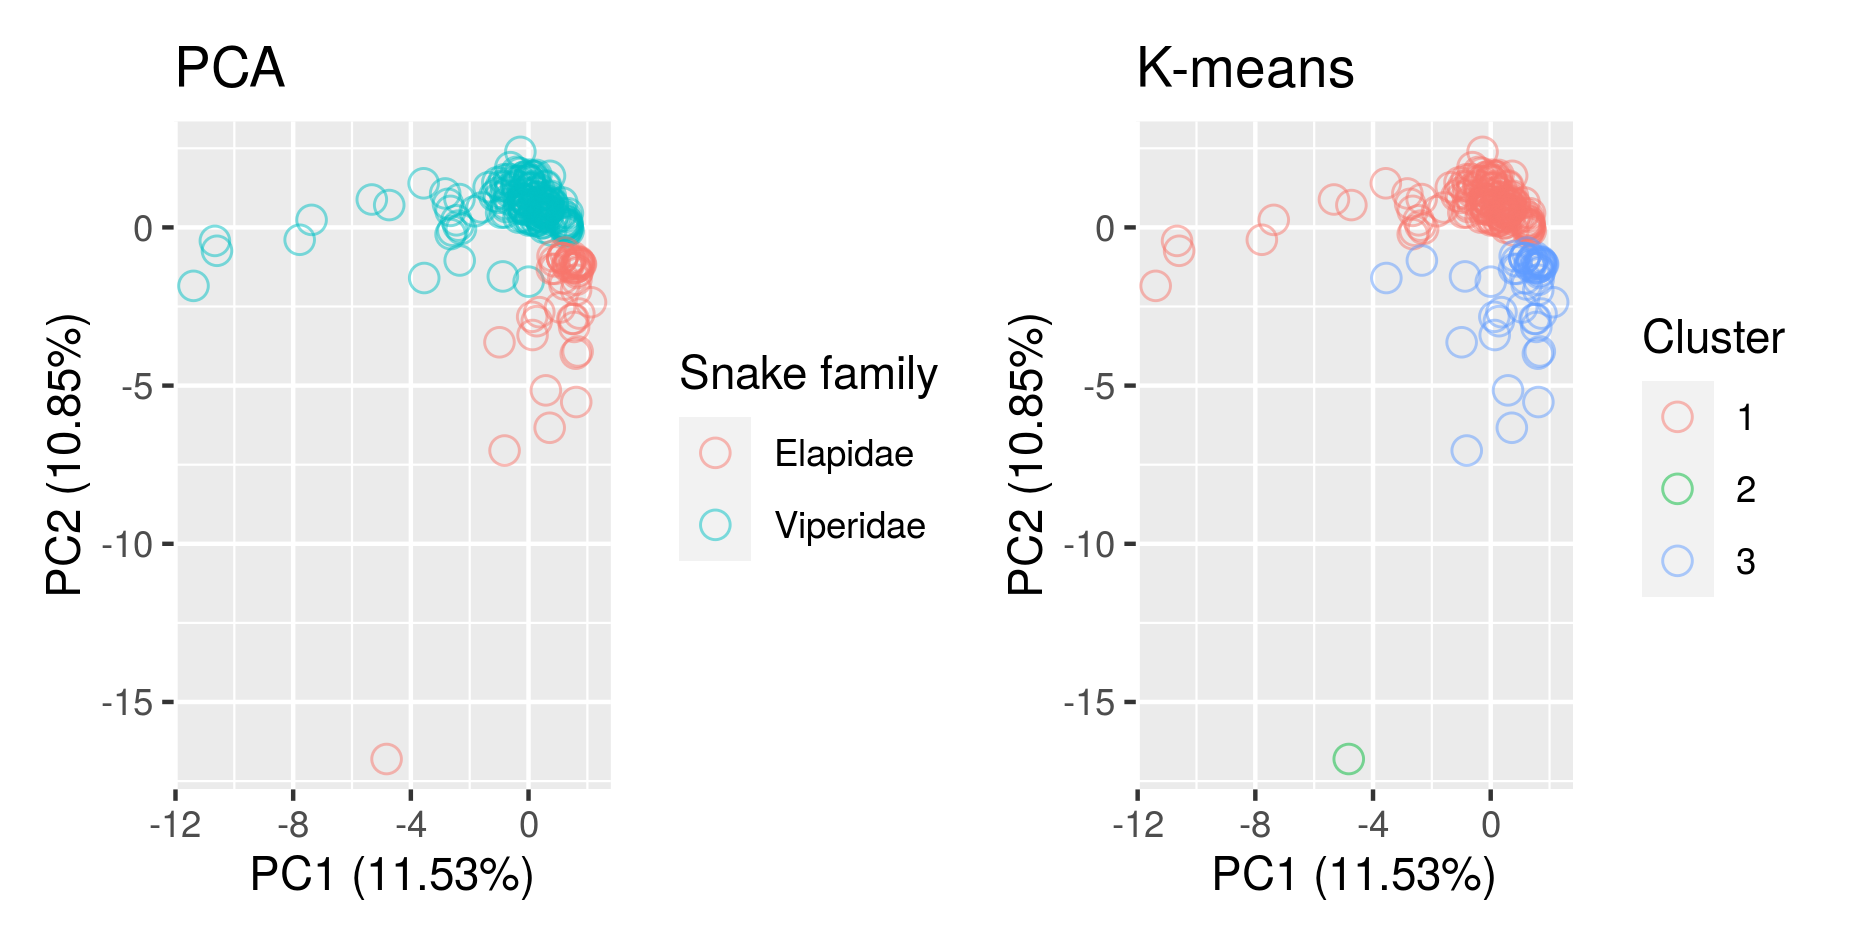 PCA
0
-5
-10
-15
-12
-8
-4
0
PC1 (11.53%)
PC2 (10.85%)
Snake family
Elapidae
Viperidae
K-means
0
-5
-10
-15
-12
-8
-4
0
PC1 (11.53%)
PC2 (10.85%)
Cluster
1
2
3